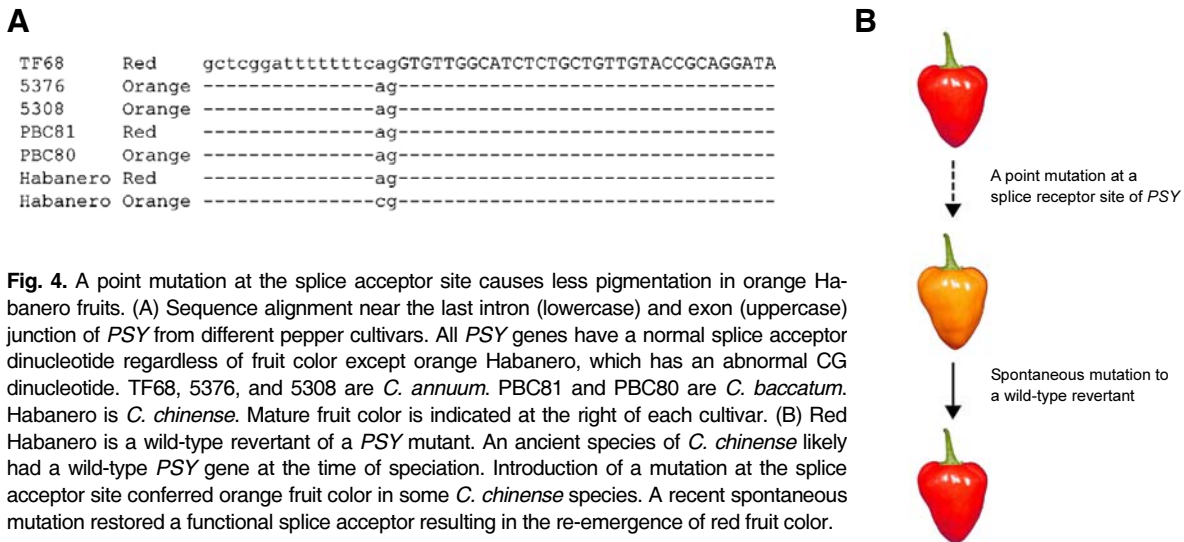 A
TF68 Red gctcggatttttttcagGTGTTGGCATCTCTGCTGTTGTACCGCAGGATA
5376 Orange ---------------ag---------------------------------
5308 Orange ---------------ag---------------------------------
PBC81 Red ---------------ag---------------------------------
PBC80 Orange ---------------ag---------------------------------
Habanero Red ---------------ag---------------------------------
Habanero Orange ---------------cg---------------------------------
Fig. 4. A point mutation at the splice acceptor site causes less pigmentation in orange Ha-
banero fruits. (A) Sequence alignment near the last intron (lowercase) and exon (uppercase)
junction of PSY from different pepper cultivars. All PSY genes have a normal splice acceptor
dinucleotide regardless of fruit color except orange Habanero, which has an abnormal CG
dinucleotide. TF68, 5376, and 5308 are C. annuum. PBC81 and PBC80 are C. baccatum.
Habanero is C. chinense. Mature fruit color is indicated at the right of each cultivar. (B) Red
Habanero is a wild-type revertant of a PSY mutant. An ancient species of C. chinense likely
had a wild-type PSY gene at the time of speciation. Introduction of a mutation at the splice
acceptor site conferred orange fruit color in some C. chinense species. A recent spontaneous
mutation restored a functional splice acceptor resulting in the re-emergence of red fruit color.
B
A point mutation at a
splice receptor site of PSY
Spontaneous mutation to
a wild-type revertant